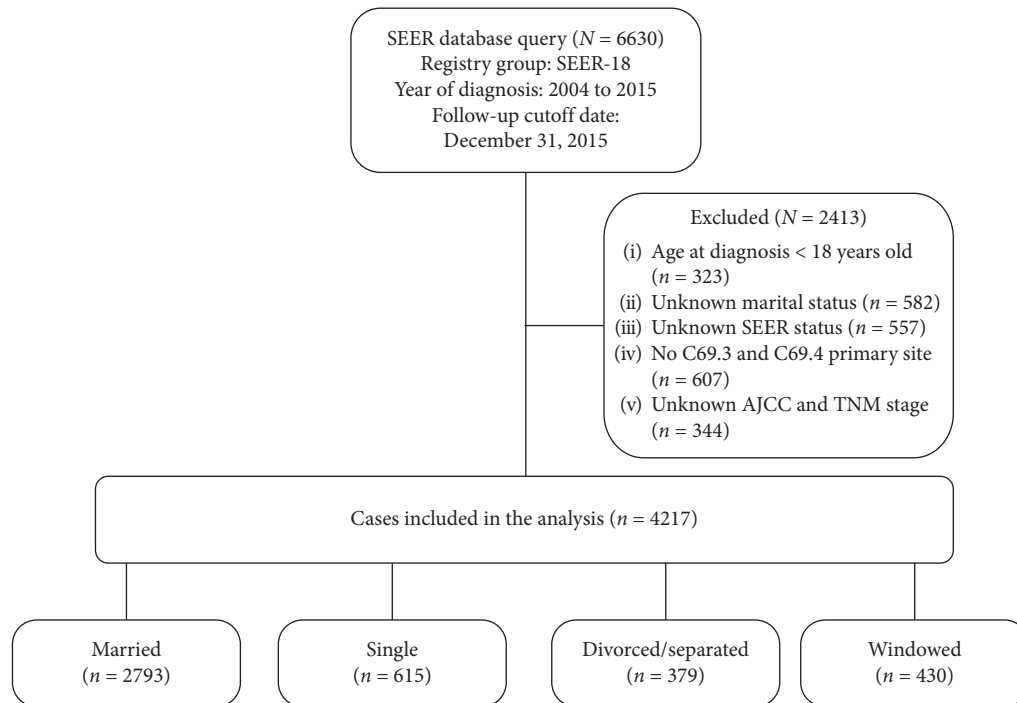 SEER database query (N = 6630)
Registry group: SEER-18
Year of diagnosis: 2004 to 2015
Follow-up cutoff date:
December 31, 2015
Excluded (N = 2413)
(i) Age at diagnosis < 18 years old
(n = 323)
(ii) Unknown marital status (n = 582)
(iii) Unknown SEER status (n = 557)
(iv) No C69.3 and C69.4 primary site
(n = 607)
(v) Unknown AJCC and TNM stage
(n = 344)
Cases included in the analysis (n = 4217)
Married
(n = 2793)
Single
(n = 615)
Divorced/separated
(n = 379)
Windowed
(n = 430)